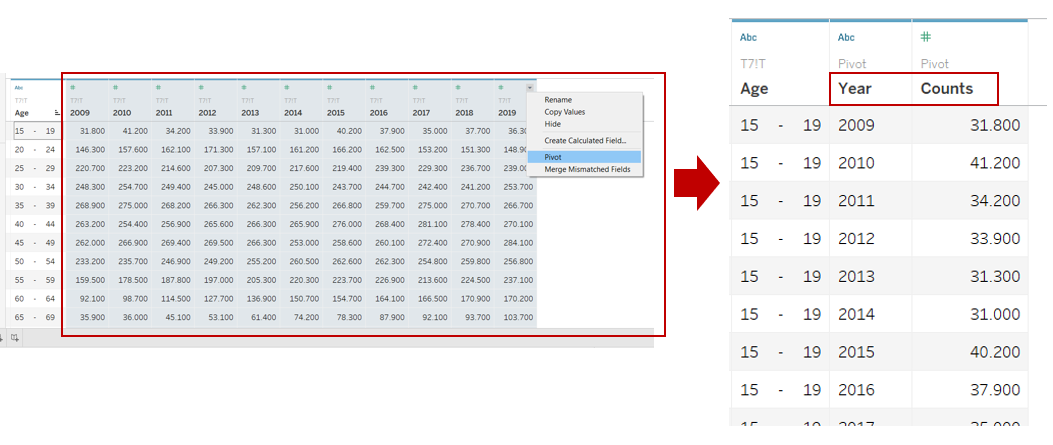 Abc # # # # # # # # # # #
T7!T T7!T T7!T T7!T T7!T T7!T T7!T T7!T T7!T T7!T T7!T T7!T
Age 2009 2010 2011 2012 2013 2014 2015 2016 2017 2018 2019
15 - 19 31.800 41.200 34.200 33.900 31.300 31.000 40.200 37.900 35.000 37.700 36.30
20 - 24 146.300 157.600 162.100 171.300 157.100 161.200 166.200 162.500 153.200 151.300 148.90
25 - 29 220.700 223.200 214.600 207.300 209.700 217.600 219.400 239.300 229.300 236.700 239.00
30 - 34 248.300 254.700 249.400 245.000 248.600 250.100 243.700 244.700 242.400 241.200 253.700
35 - 39 268.900 275.000 268.200 266.300 262.300 256.200 266.800 259.700 275.000 270.700 266.700
40 - 44 263.200 254.400 256.900 265.600 266.300 265.900 276.000 268.400 281.100 278.400 270.100
45 - 49 262.000 266.900 269.400 269.500 266.300 253.000 258.600 260.100 272.400 270.900 284.100
50 - 54 233.200 235.700 246.900 249.200 255.200 260.500 262.600 262.300 254.800 259.800 256.800
55 - 59 159.500 178.500 187.800 197.000 205.300 220.300 223.700 226.900 213.600 224.500 237.100
60 - 64 92.100 98.700 114.500 127.700 136.900 150.700 154.700 164.100 166.500 170.900 170.200
65 - 69 35.900 36.000 45.100 53.100 61.400 74.200 78.300 87.900 92.100 93.700 103.700
Rename
Copy Values
Hide
Create Calculated Field...
Pivot
Merge Mismatched Fields
Abc Abc #
T7!T Pivot Pivot
Age Year Counts
15 - 19 2009 31.800
15 - 19 2010 41.200
15 - 19 2011 34.200
15 - 19 2012 33.900
15 - 19 2013 31.300
15 - 19 2014 31.000
15 - 19 2015 40.200
15 - 19 2016 37.900
15 - 19 2017 35.000